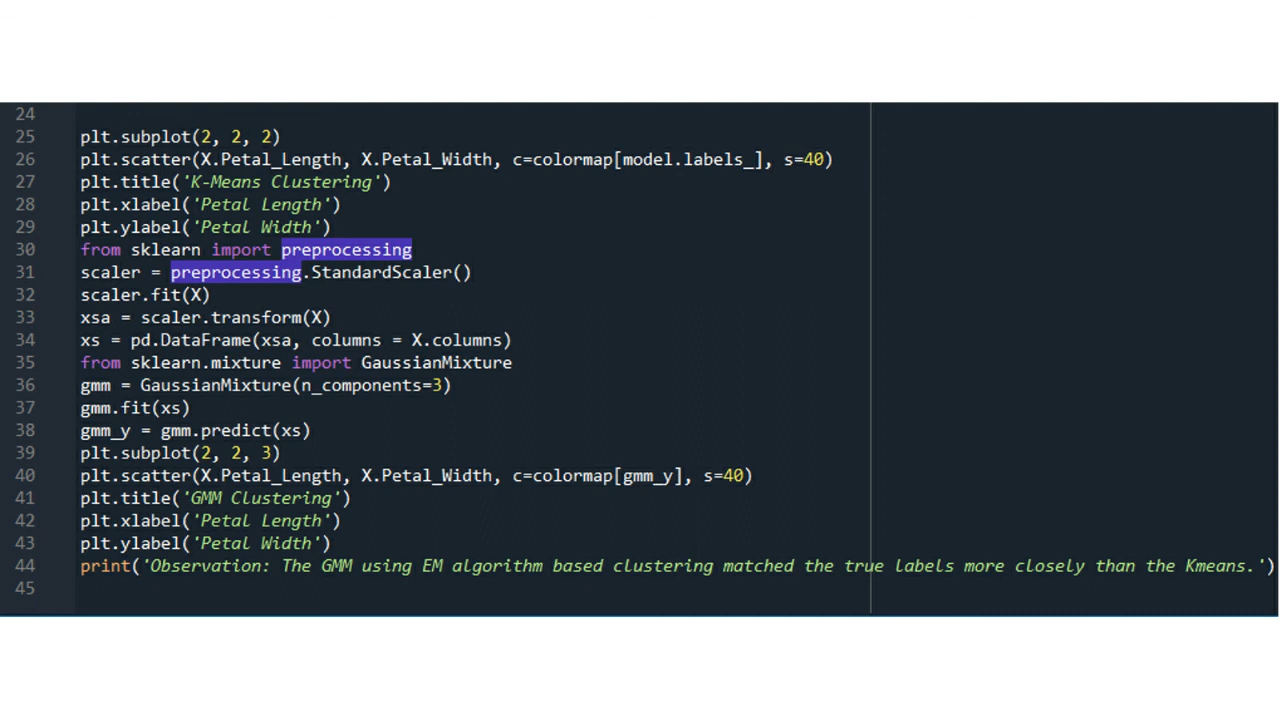 24
25 plt.subplot(2, 2, 2)
26 plt.scatter(X.Petal_Length, X.Petal_Width, c=colormap[model.labels_], s=40)
27 plt.title('K-Means Clustering')
28 plt.xlabel('Petal Length')
29 plt.ylabel('Petal Width')
30 from sklearn import preprocessing
31 scaler = preprocessing.StandardScaler()
32 scaler.fit(X)
33 xsa = scaler.transform(X)
34 xs = pd.DataFrame(xsa, columns = X.columns)
35 from sklearn.mixture import GaussianMixture
36 gmm = GaussianMixture(n_components=3)
37 gmm.fit(xs)
38 gmm_y = gmm.predict(xs)
39 plt.subplot(2, 2, 3)
40 plt.scatter(X.Petal_Length, X.Petal_Width, c=colormap[gmm_y], s=40)
41 plt.title('GMM Clustering')
42 plt.xlabel('Petal Length')
43 plt.ylabel('Petal Width')
44 print('Observation: The GMM using EM algorithm based clustering matched the true labels more closely than the Kmeans.')
45